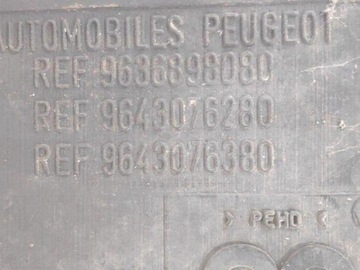 AUTOMOBILES PEUGEOT
REF 9636898080
REF 9643076280
REF 9643076380
> PEHD <